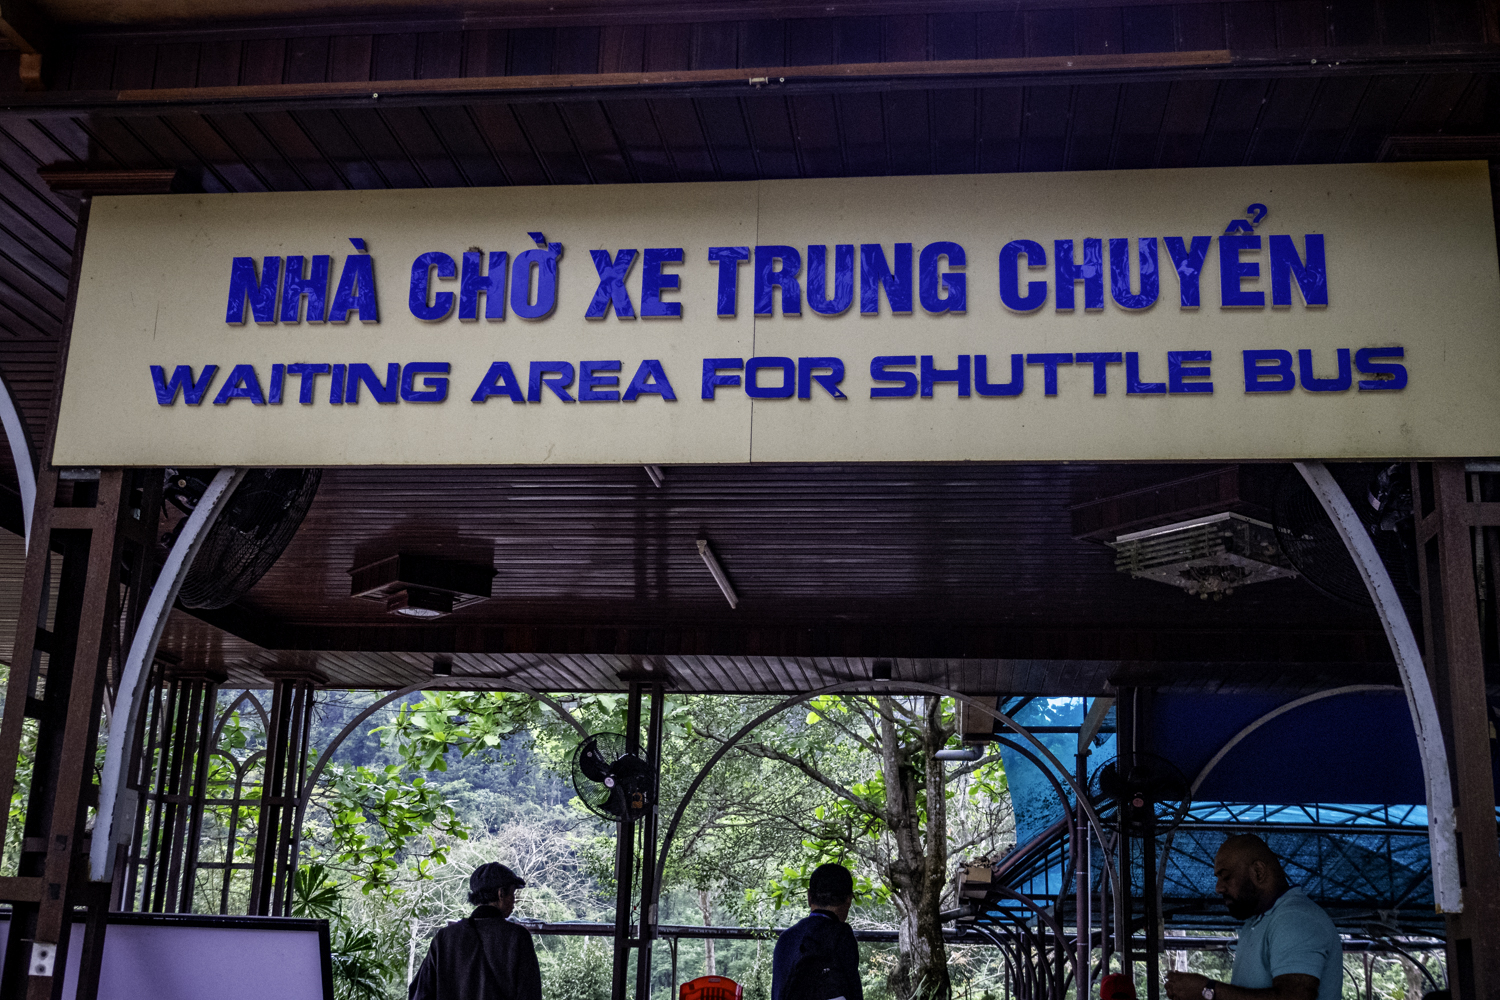 NHÀ CHỜ XE TRUNG CHUYỂN
WAITING AREA FOR SHUTTLE BUS